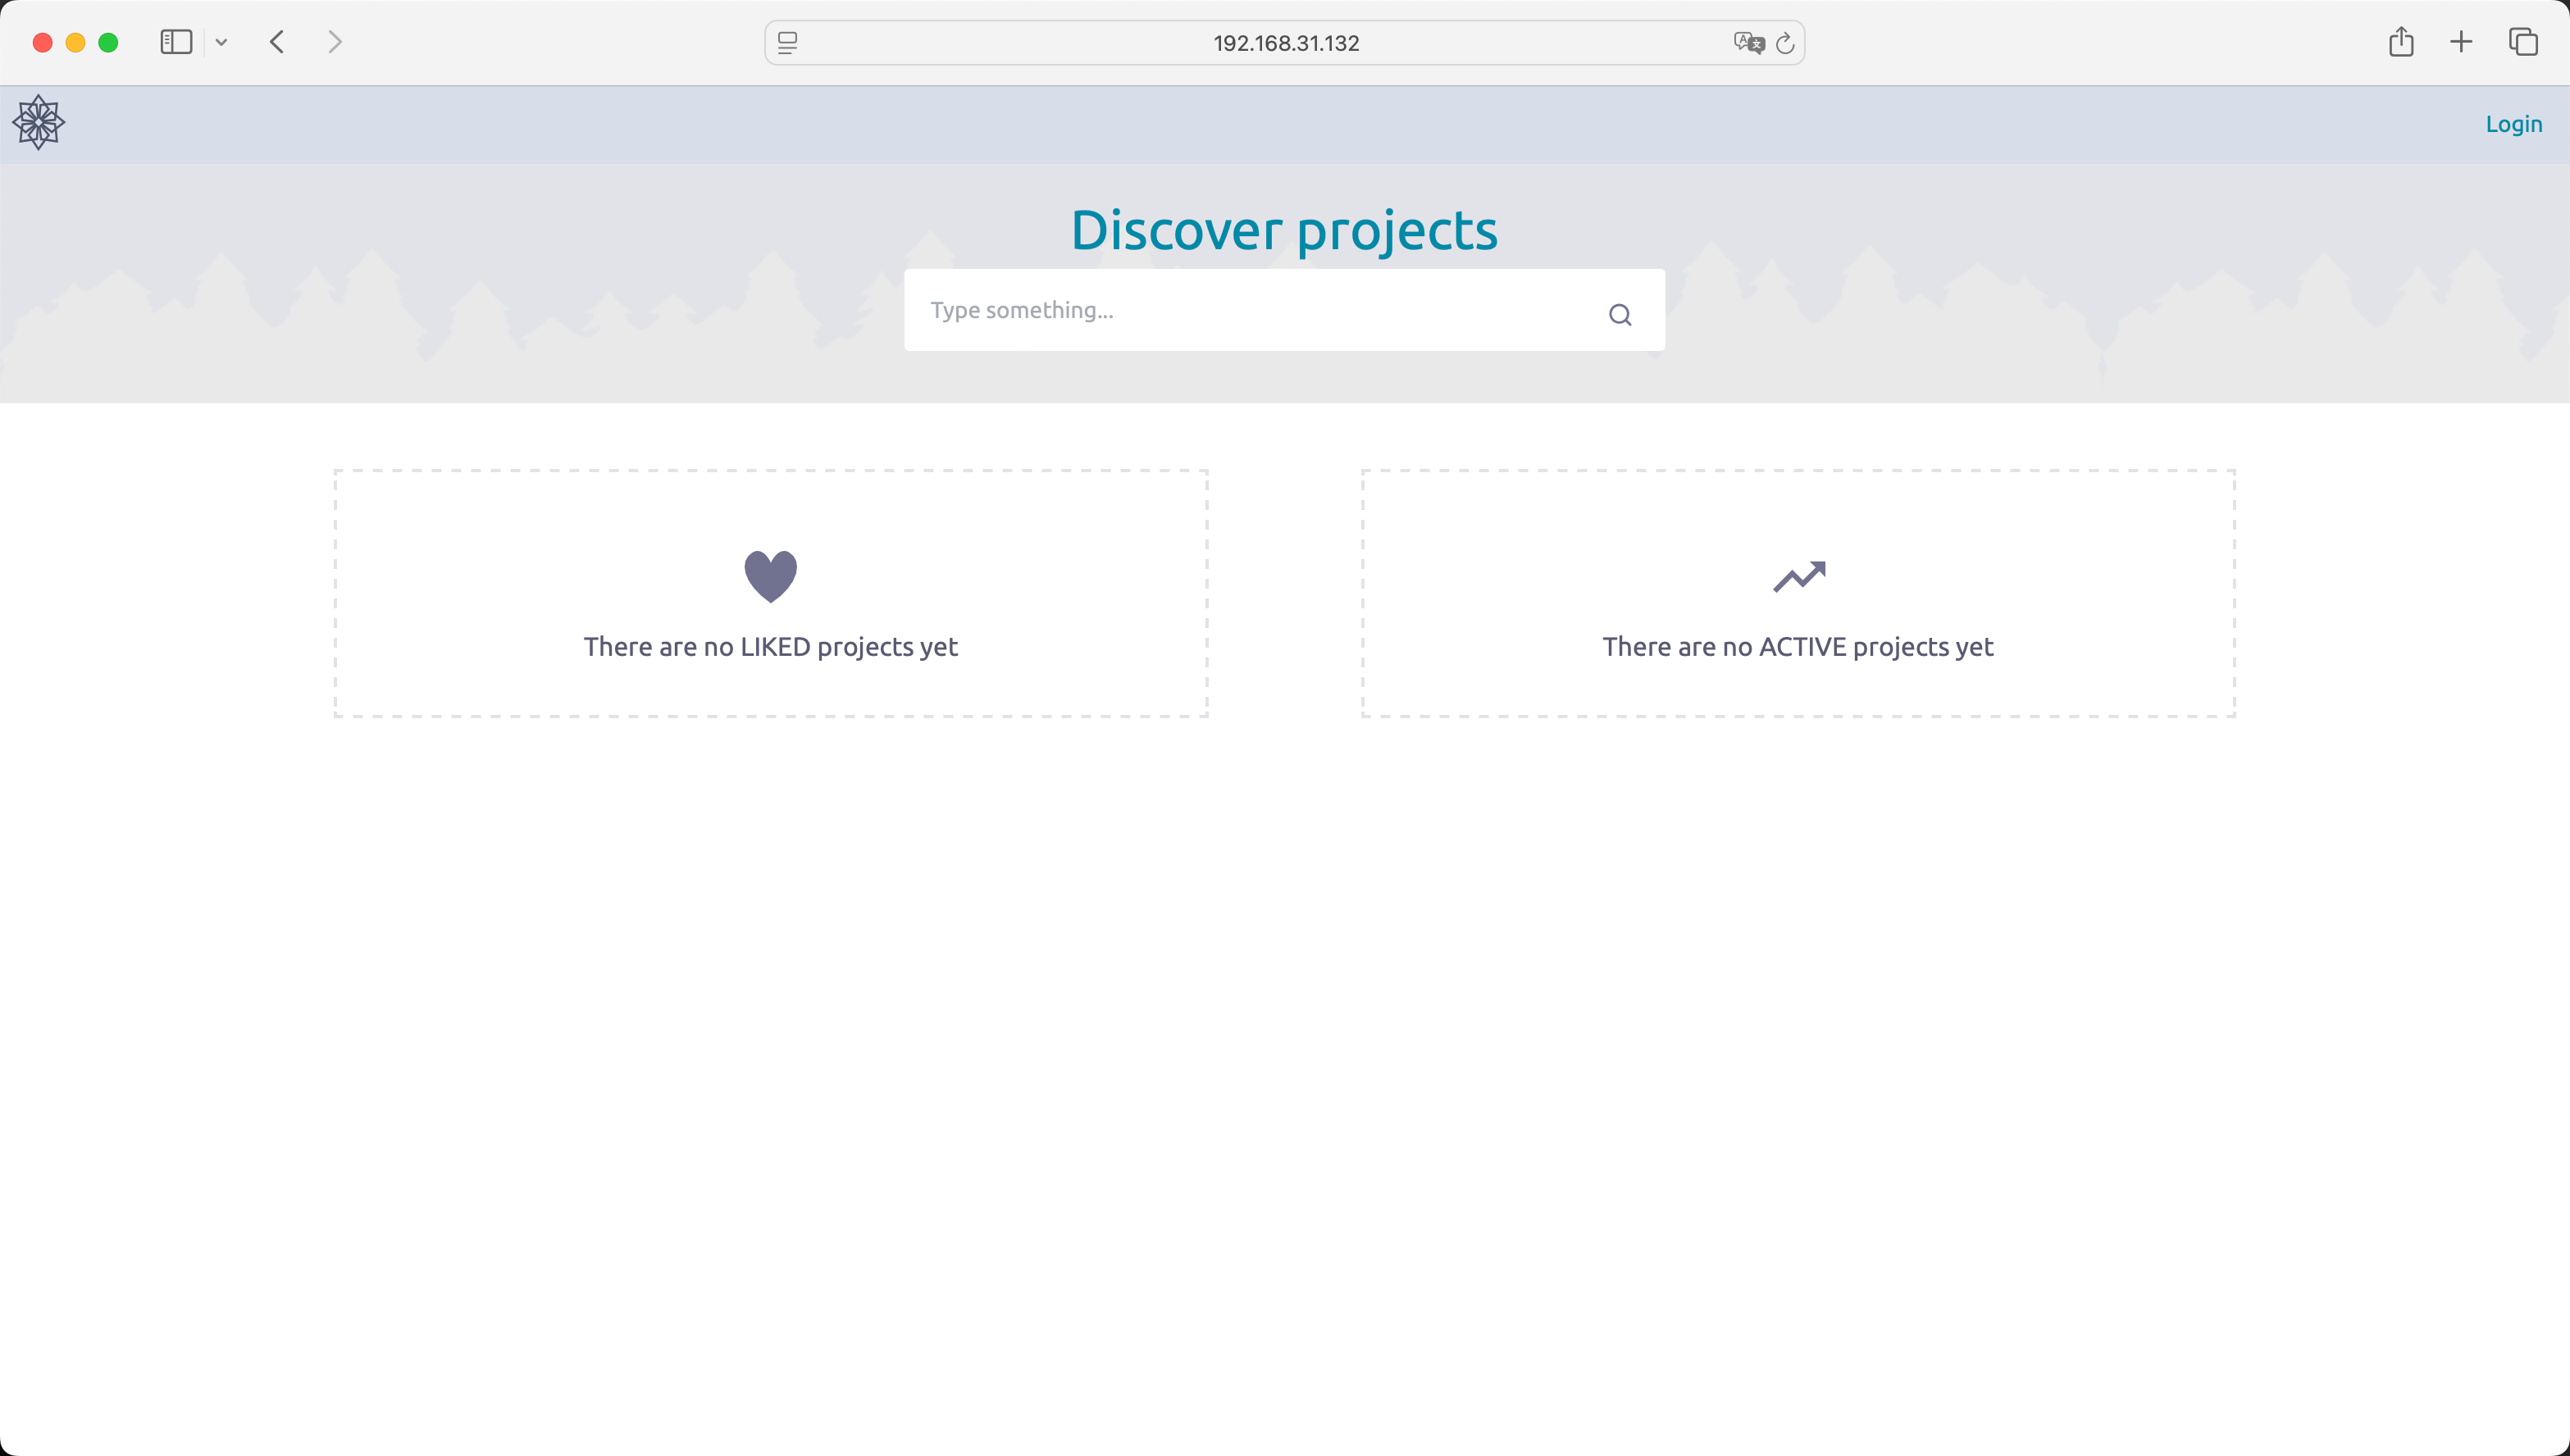 192.168.31.132
Login
Discover projects
Type something...
There are no LIKED projects yet
There are no ACTIVE projects yet